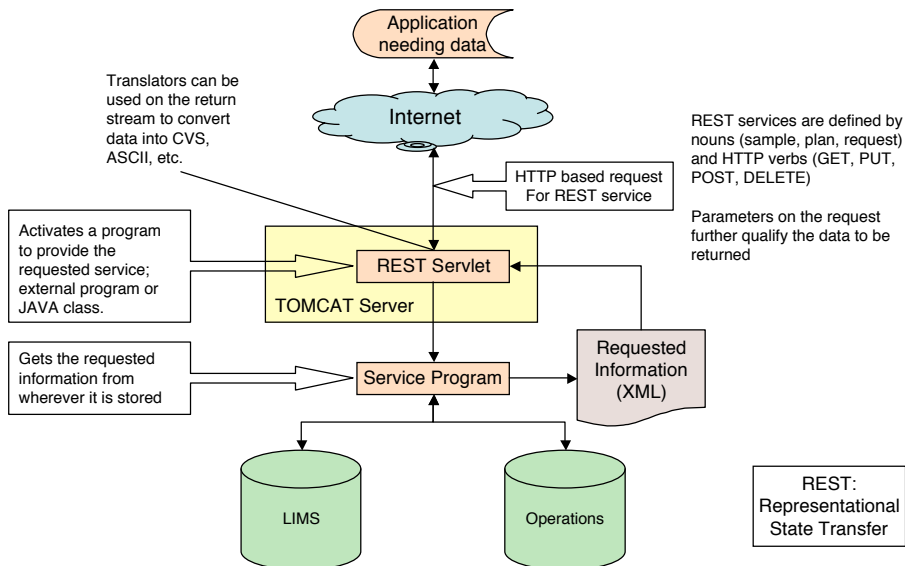 Application
needing data
Translators can be
used on the return
stream to convert
data into CVS,
ASCII, etc.
Internet
REST services are defined by
nouns (sample, plan, request)
and HTTP verbs (GET, PUT,
POST, DELETE)
Parameters on the request
further qualify the data to be
returned
HTTP based request
For REST service
Activates a program
to provide the
requested service;
external program or
JAVA class.
REST Servlet
TOMCAT Server
Gets the requested
information from
wherever it is stored
Service Program
Requested
Information
(XML)
LIMS
Operations
REST:
Representational
State Transfer